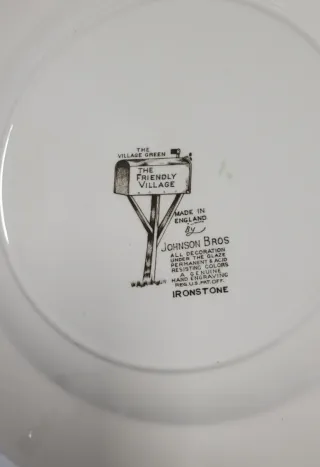 THE
VILLAGE GREEN
THE
FRIENDLY
VILLAGE
MADE IN
ENGLAND
By
JOHNSON BROS
ALL DECORATION
UNDER THE GLAZE
PERMANENT & ACID
RESISTING COLORS
A GENUINE
HAND ENGRAVING
REG. U.S. PAT. OFF.
IRONSTONE